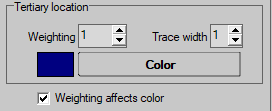 Tertiary location
Weighting 1 Trace width 1
Color
Weighting affects color